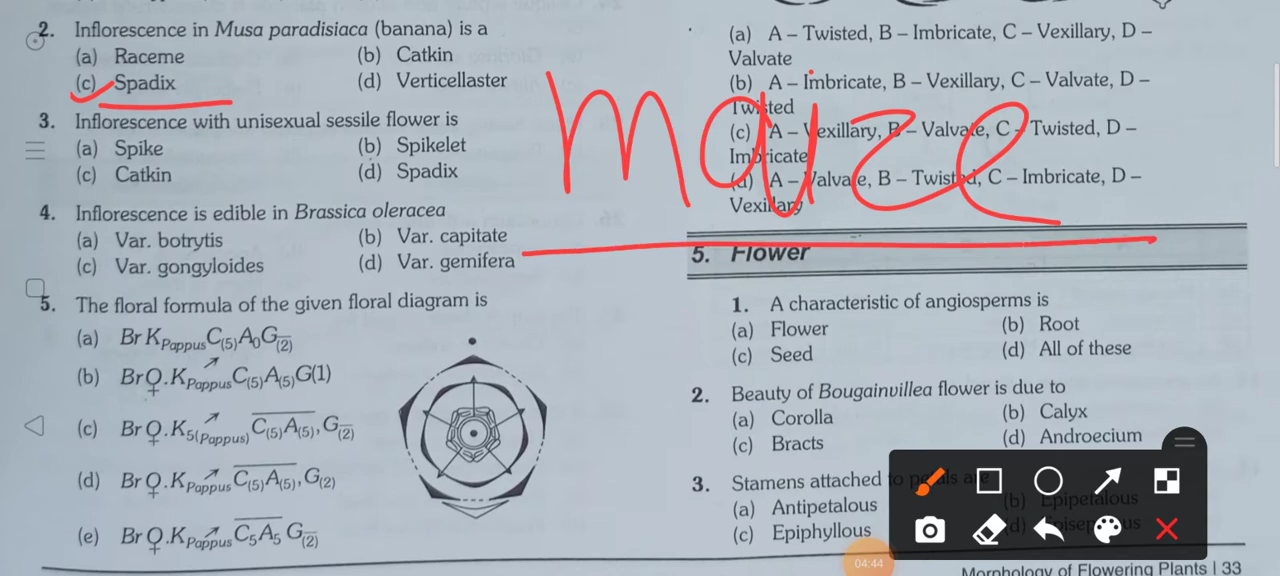 2. Inflorescence in Musa paradisiaca (banana) is a
(a) Raceme (b) Catkin
(c) Spadix (d) Verticellaster
3. Inflorescence with unisexual sessile flower is
(a) Spike (b) Spikelet
(c) Catkin (d) Spadix
4. Inflorescence is edible in Brassica oleracea
(a) Var. botrytis (b) Var. capitate
(c) Var. gongyloides (d) Var. gemifera
5. The floral formula of the given floral diagram is
(a) Br K Pappus C(5)A0G(2)
(b) Br⚥.K Pappus C(5)A(5)G(1)
(c) Br⚥.K5(Pappus) C(5)A(5),G(2)
(d) Br⚥.K Pappus C(5)A(5),G(2)
(e) Br⚥.K Pappus C5A5 G(2)
(a) A – Twisted, B – Imbricate, C – Vexillary, D –
Valvate
(b) A – Imbricate, B – Vexillary, C – Valvate, D –
Twisted
(c) A – Vexillary, B – Valvate, C – Twisted, D –
Imbricate
(d) A – Valvate, B – Twisted, C – Imbricate, D –
Vexillary
maize
5. Flower
1. A characteristic of angiosperms is
(a) Flower (b) Root
(c) Seed (d) All of these
2. Beauty of Bougainvillea flower is due to
(a) Corolla (b) Calyx
(c) Bracts (d) Androecium
3. Stamens attached to petals are
(a) Antipetalous (b) Epipetalous
(c) Epiphyllous (d)
04:44
Morphology of Flowering Plants | 33